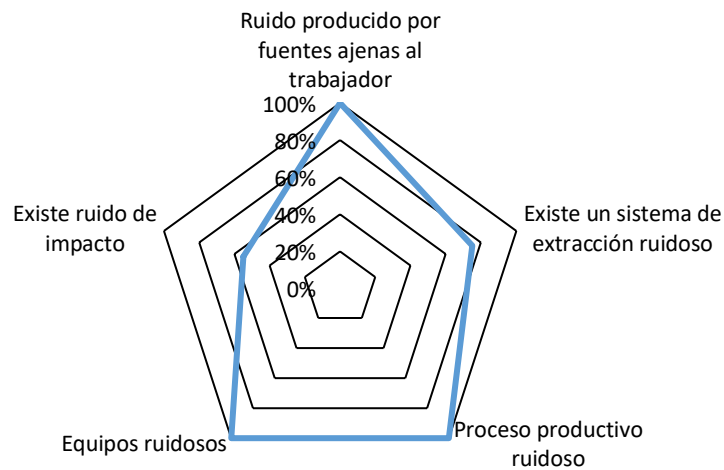 Ruido producido por
fuentes ajenas al
trabajador
100%
80%
60%
40%
20%
0%
Existe un sistema de
extracción ruidoso
Proceso productivo
ruidoso
Equipos ruidosos
Existe ruido de
impacto